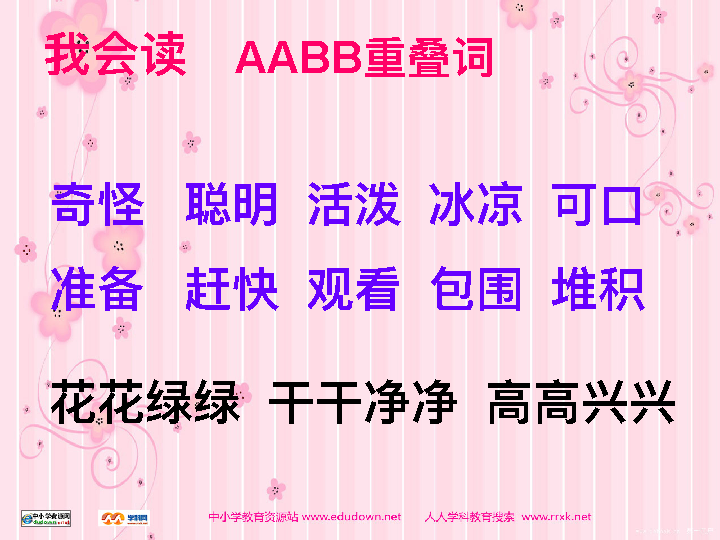 我会读 AABB重叠词
奇怪 聪明 活泼 冰凉 可口
准备 赶快 观看 包围 堆积
花花绿绿 干干净净 高高兴兴
中小学教育资源站 www.edudown.net 人人学科教育搜索 www.rrxk.net